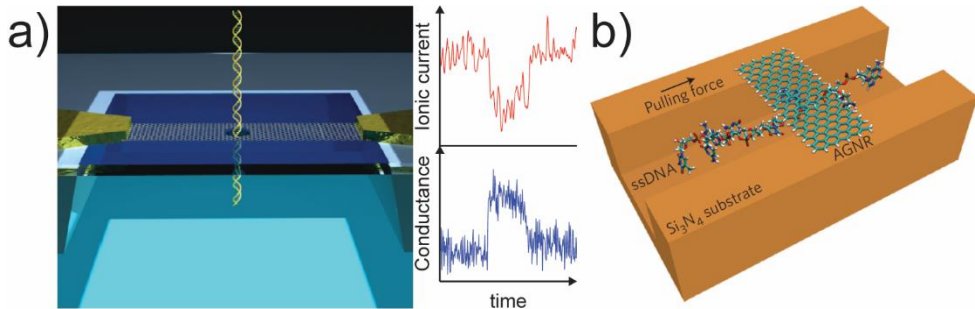 a)
Ionic current
Conductance
time
b)
Pulling force
ssDNA
AGNR
Si₃N₄ substrate